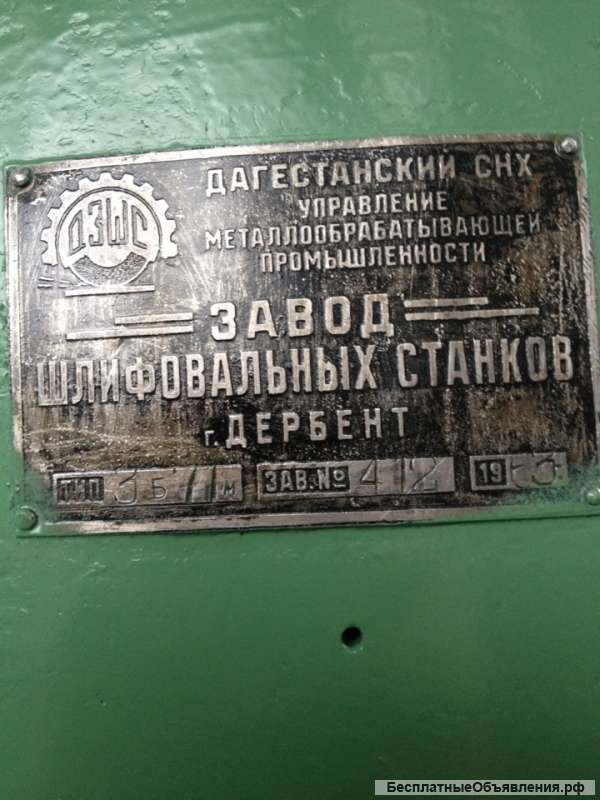 ДЗШС
ДАГЕСТАНСКИЙ СНХ
УПРАВЛЕНИЕ
МЕТАЛЛООБРАБАТЫВАЮЩЕЙ
ПРОМЫШЛЕННОСТИ
ЗАВОД
ШЛИФОВАЛЬНЫХ СТАНКОВ
г. ДЕРБЕНТ
ТИП 3Б71М ЗАВ.№ 412 19
БесплатныеОбъявления.рф